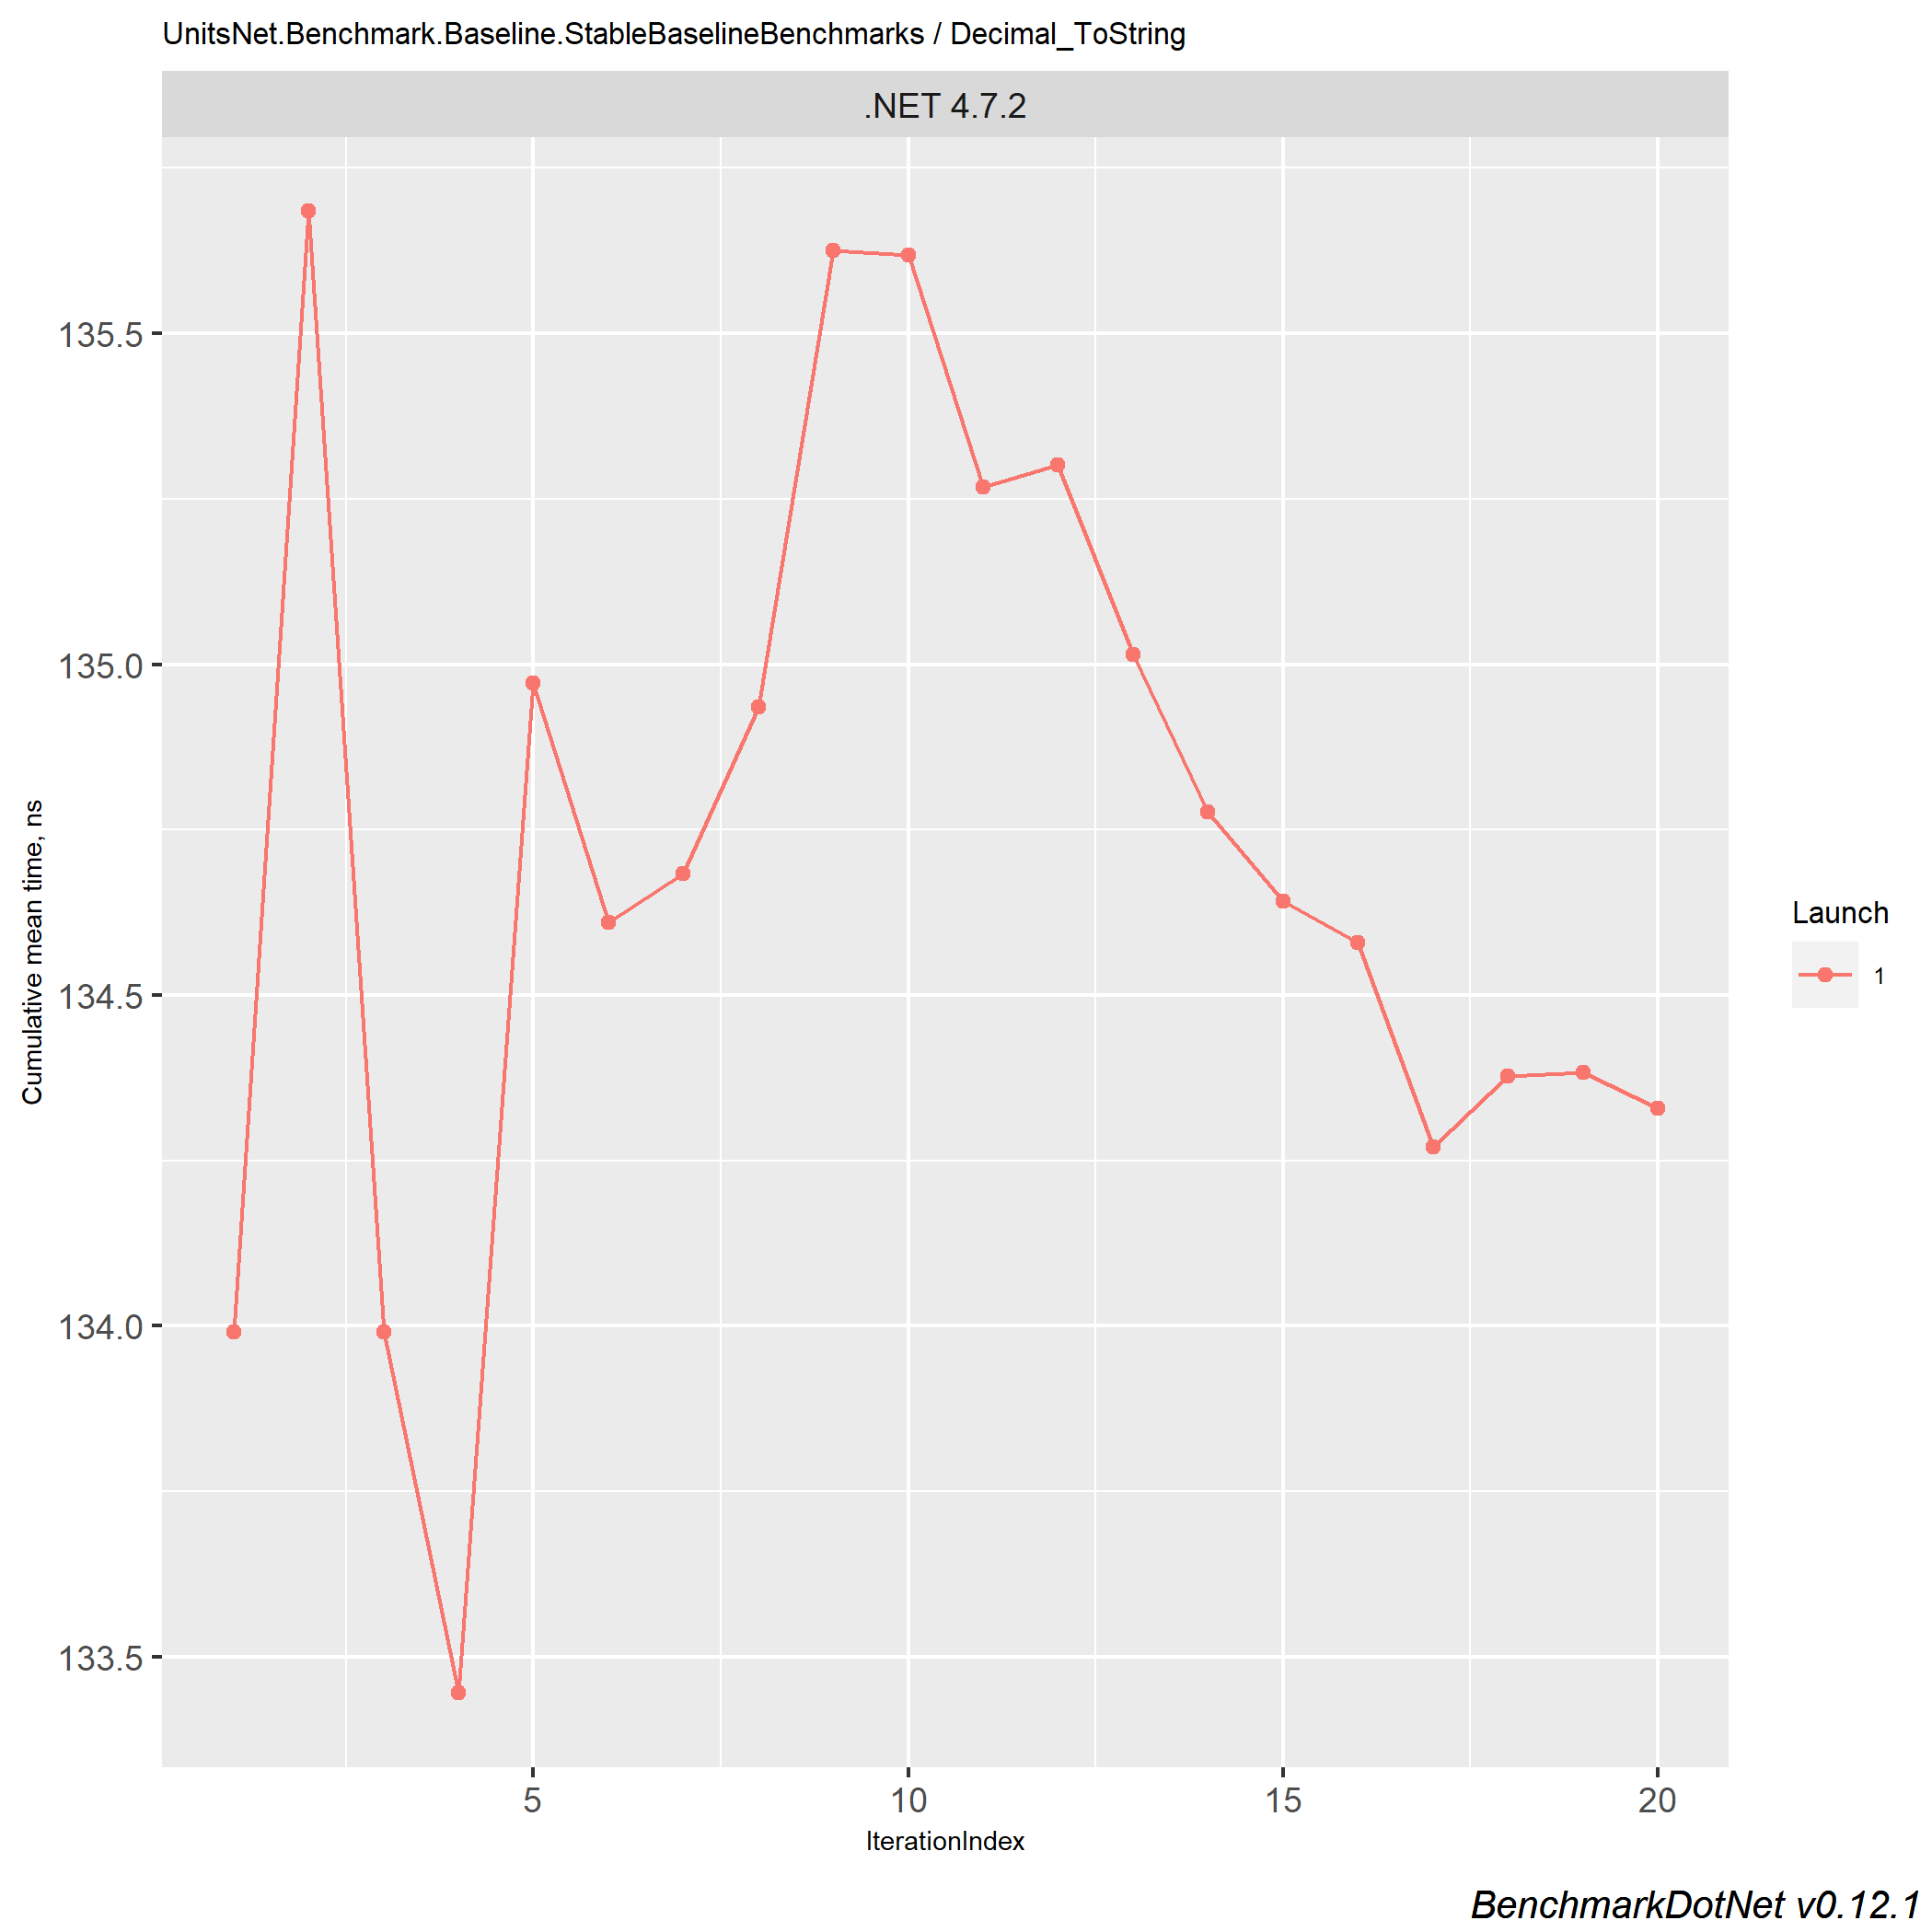 UnitsNet.Benchmark.Baseline.StableBaselineBenchmarks / Decimal_ToString
.NET 4.7.2
135.5
135.0
134.5
134.0
133.5
Cumulative mean time, ns
5 10 15 20
IterationIndex
Launch
1
BenchmarkDotNet v0.12.1